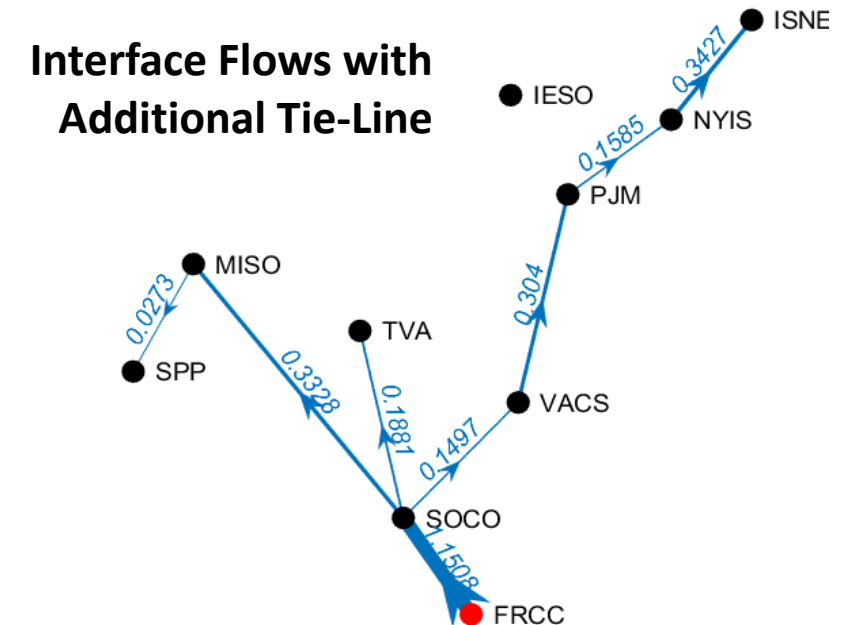 Interface Flows with
Additional Tie-Line
ISNE
0.3427
IESO
NYIS
0.1585
PJM
MISO
0.0273
0.304
TVA
SPP
0.3328
0.1881
VACS
0.1497
SOCO
1.1508
FRCC